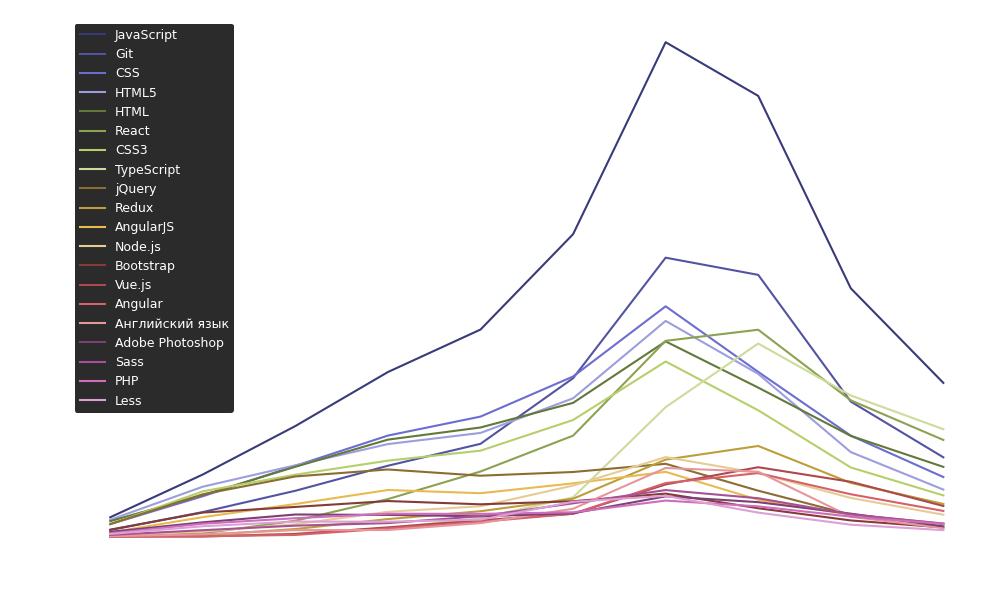 JavaScript
Git
CSS
HTML5
HTML
React
CSS3
TypeScript
jQuery
Redux
AngularJS
Node.js
Bootstrap
Vue.js
Angular
Английский язык
Adobe Photoshop
Sass
PHP
Less